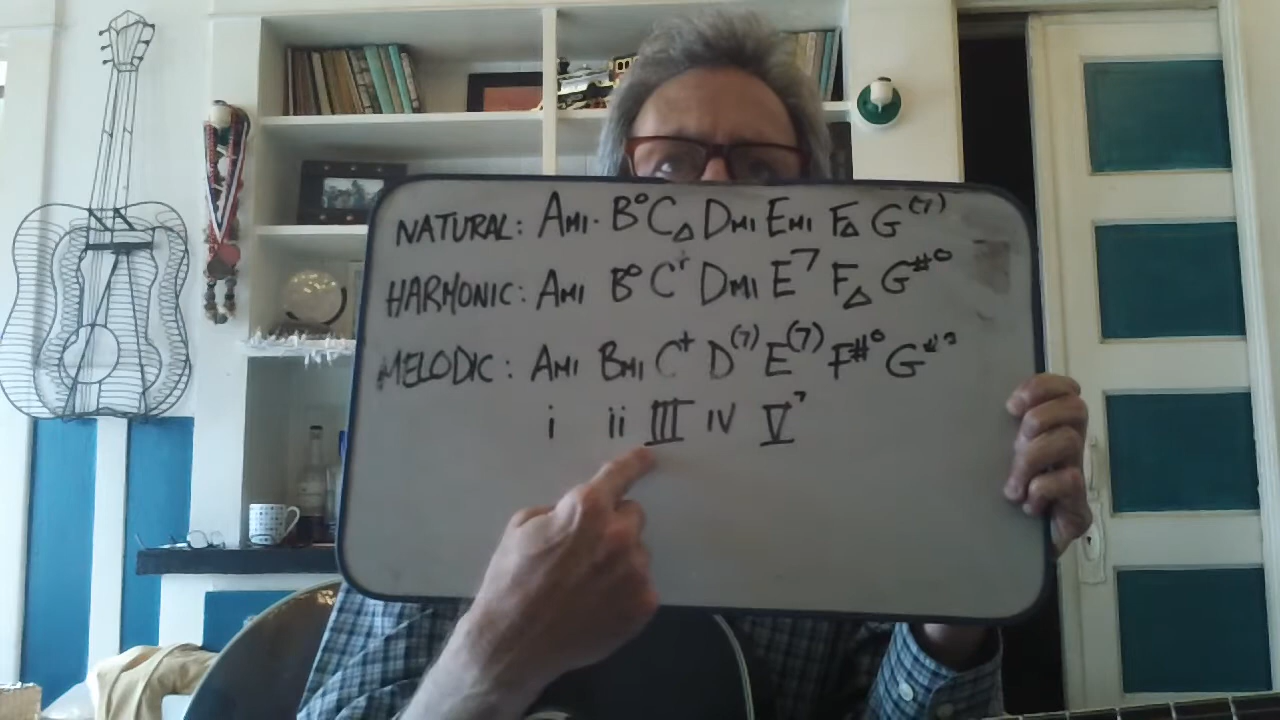 NATURAL: AMI. B° C△ DMI EMI F△ G(7)
HARMONIC: AMI B° C+ DMI E7 F△ G#°
MELODIC: AMI BMI C+ D(7) E(7) F#° G#°
i ii III IV V7